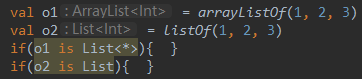 val o1 : ArrayList<Int> = arrayListOf(1, 2, 3)
val o2 : List<Int> = listOf(1, 2, 3)
if(o1 is List<*>){ }
if(o2 is List){ }